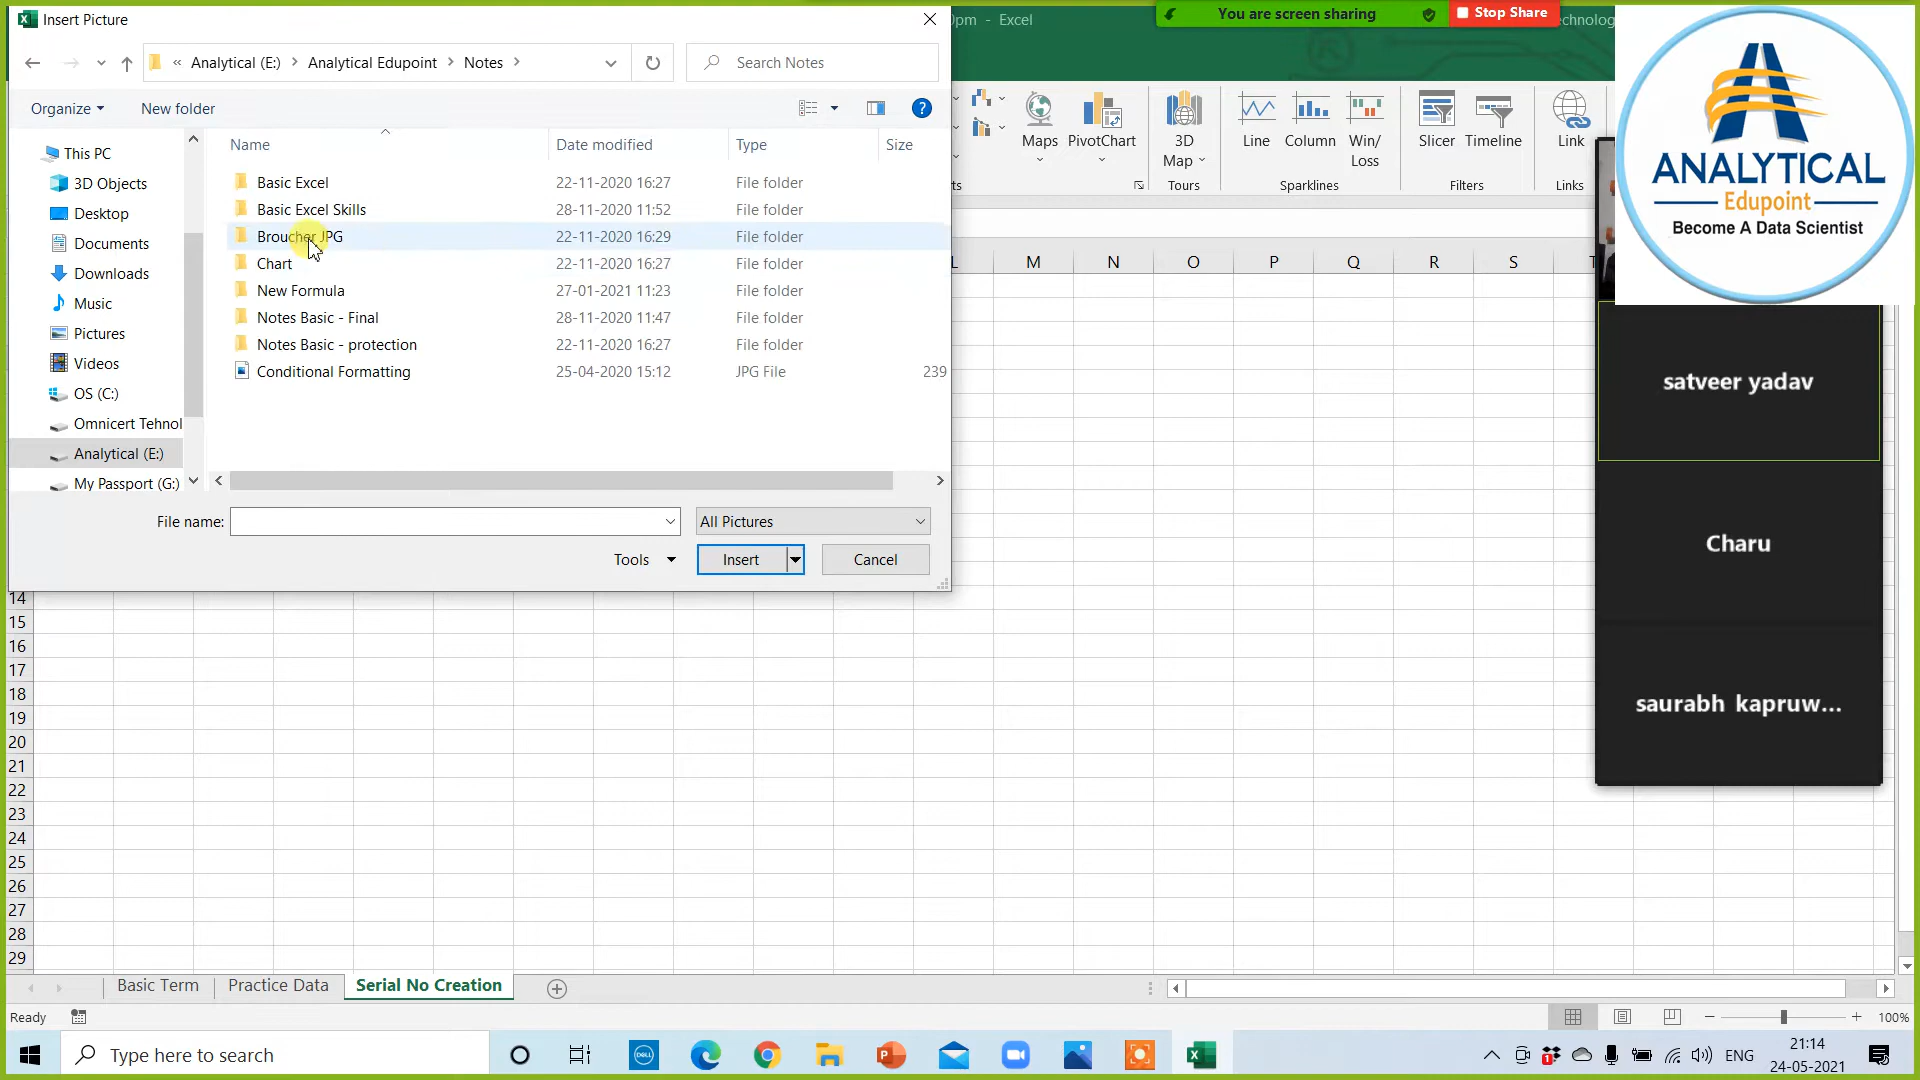 Insert Picture
0pm - Excel
You are screen sharing
Stop Share
« Analytical (E:) > Analytical Edupoint > Notes >
Search Notes
Organize
New folder
Name
Date modified
Type
Size
This PC
3D Objects
Desktop
Documents
Downloads
Music
Pictures
Videos
OS (C:)
Omnicert Tehnol
Analytical (E:)
My Passport (G:)
Basic Excel 22-11-2020 16:27 File folder
Basic Excel Skills 28-11-2020 11:52 File folder
Broucher JPG 22-11-2020 16:29 File folder
Chart 22-11-2020 16:27 File folder
New Formula 27-01-2021 11:23 File folder
Notes Basic - Final 28-11-2020 11:47 File folder
Notes Basic - protection 22-11-2020 16:27 File folder
Conditional Formatting 25-04-2020 15:12 JPG File 239
File name:
All Pictures
Tools
Insert
Cancel
Maps
PivotChart
3D
Map
Tours
Line
Column
Win/
Loss
Sparklines
Slicer
Timeline
Filters
Link
Links
ANALYTICAL
Edupoint
Become A Data Scientist
L M N O P Q R S T
satveer yadav
Charu
saurabh kapruw...
14
15
16
17
18
19
20
21
22
23
24
25
26
27
28
29
Basic Term
Practice Data
Serial No Creation
Ready
100%
Type here to search
DELL
1
ENG
21:14
24-05-2021